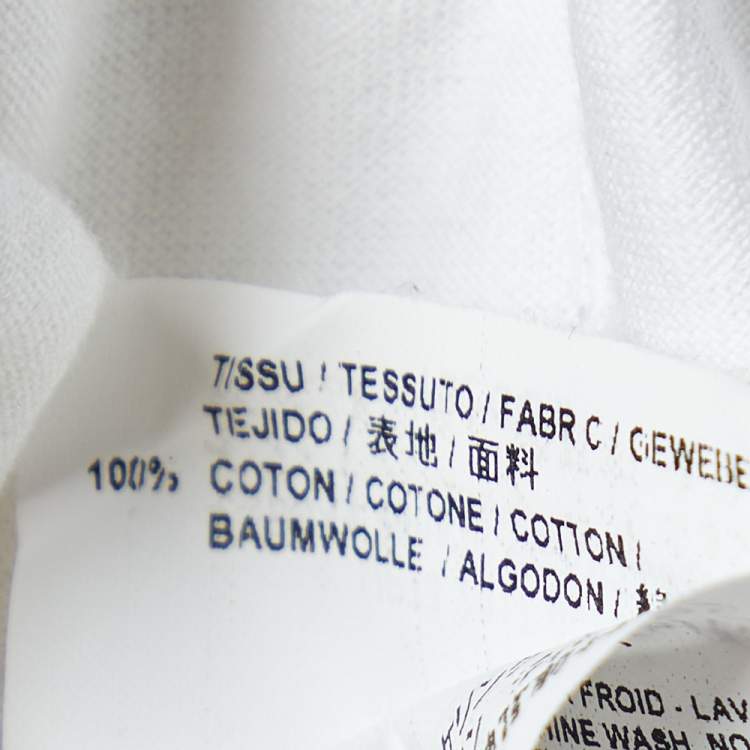 TISSU / TESSUTO / FABRIC / GEWEBE
TEJIDO / 表地 / 面料
100% COTON / COTONE / COTTON /
BAUMWOLLE / ALGODON /
FROID - LAV
WASH, NO